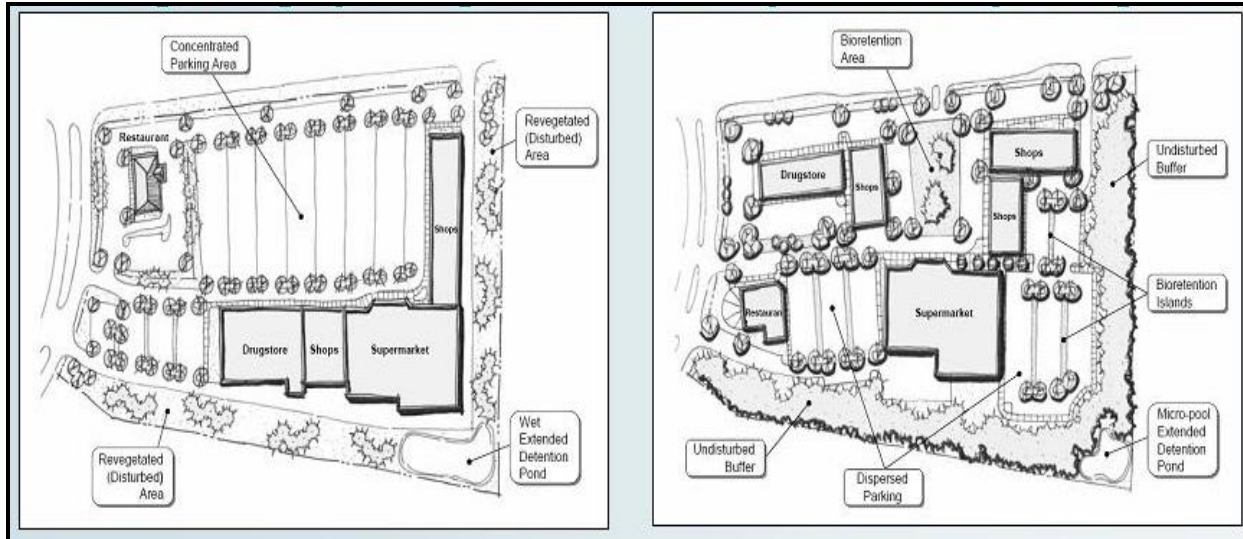 Concentrated
Parking Area
Restaurant
Revegetated
(Disturbed)
Area
Shops
Drugstore
Shops
Supermarket
Revegetated
(Disturbed)
Area
Wet
Extended
Detention
Pond
Bioretention
Area
Undisturbed
Buffer
Shops
Drugstore
Shops
Shops
Bioretention
Islands
Restauran
Supermarket
Undisturbed
Buffer
Dispersed
Parking
Micro-pool
Extended
Detention
Pond